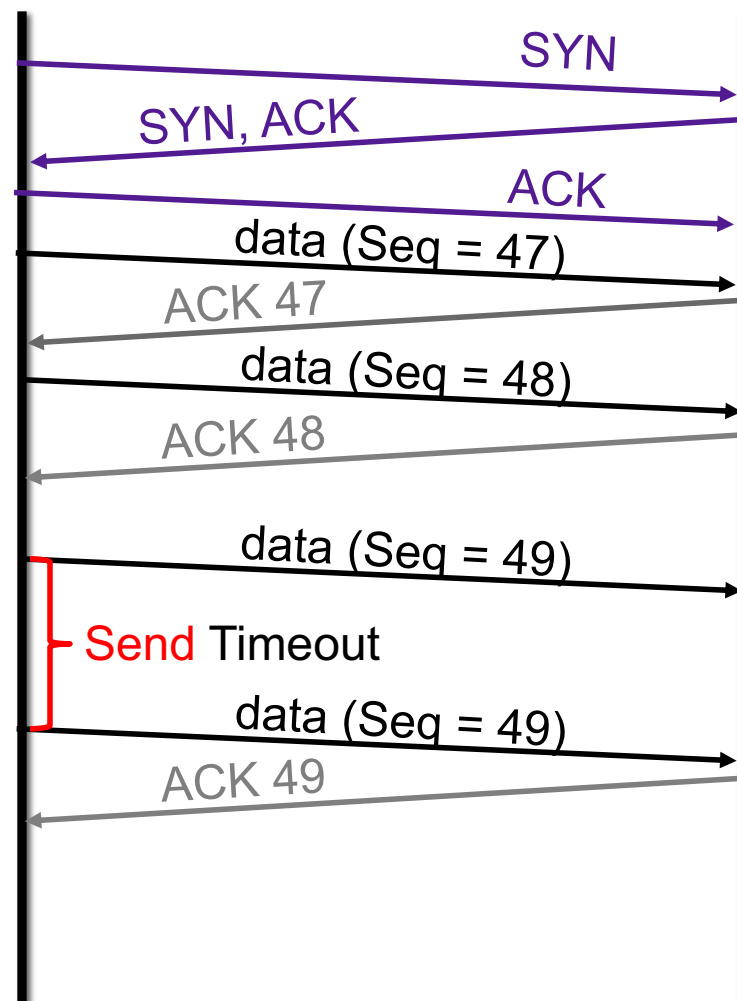 SYN
SYN, ACK
ACK
data (Seq = 47)
ACK 47
data (Seq = 48)
ACK 48
data (Seq = 49)
Send Timeout
data (Seq = 49)
ACK 49